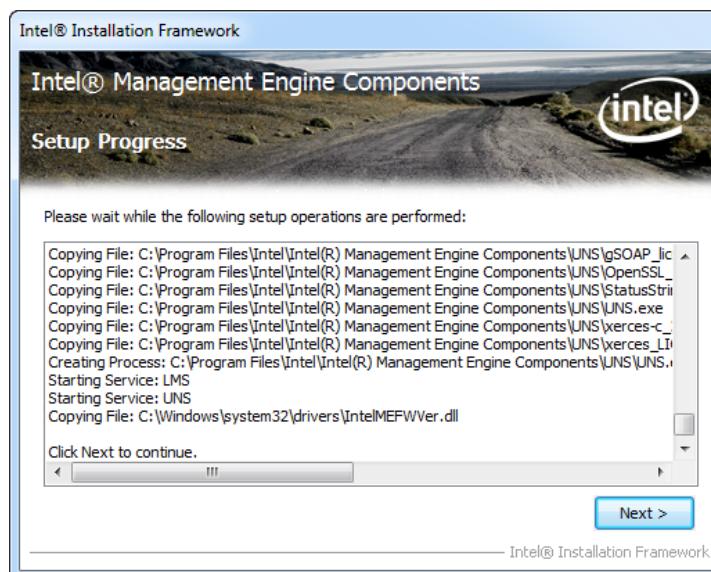 Intel® Installation Framework
Intel® Management Engine Components
intel
Setup Progress
Please wait while the following setup operations are performed:
Copying File: C:\Program Files\Intel\Intel(R) Management Engine Components\UNS\gSOAP_lic
Copying File: C:\Program Files\Intel\Intel(R) Management Engine Components\UNS\OpenSSL_
Copying File: C:\Program Files\Intel\Intel(R) Management Engine Components\UNS\StatusStrin
Copying File: C:\Program Files\Intel\Intel(R) Management Engine Components\UNS\UNS.exe
Copying File: C:\Program Files\Intel\Intel(R) Management Engine Components\UNS\xerces-c_
Copying File: C:\Program Files\Intel\Intel(R) Management Engine Components\UNS\xerces_LI
Creating Process: C:\Program Files\Intel\Intel(R) Management Engine Components\UNS\UNS.
Starting Service: LMS
Starting Service: UNS
Copying File: C:\Windows\system32\drivers\IntelMEFWVer.dll
Click Next to continue.
Next >
Intel® Installation Framework